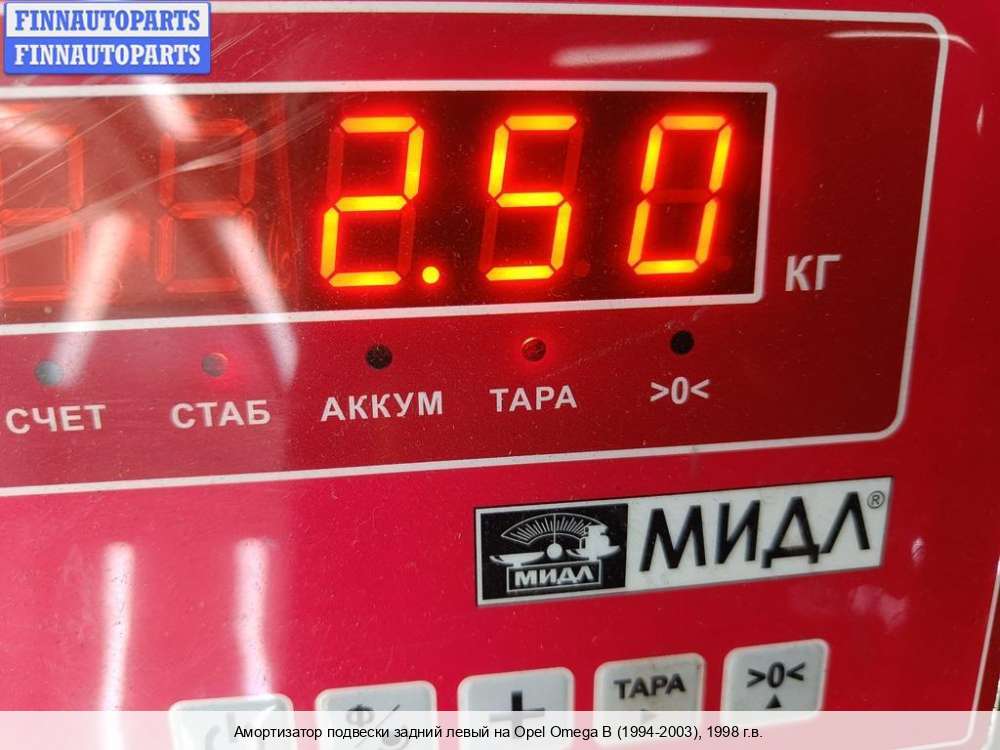 FINNAUTOPARTS
FINNAUTOPARTS
2.50
КГ
СЧЕТ СТАБ АККУМ ТАРА >0<
МИДЛ МИДЛ®
+ ТАРА >0<
Амортизатор подвески задний левый на Opel Omega B (1994-2003), 1998 г.в.